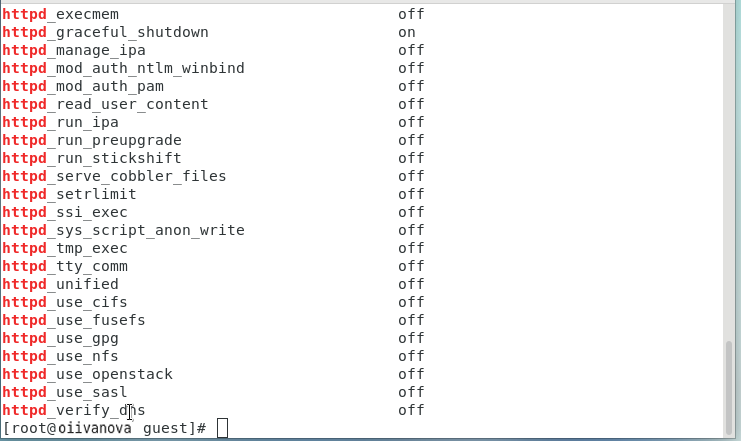 httpd_execmem off
httpd_graceful_shutdown on
httpd_manage_ipa off
httpd_mod_auth_ntlm_winbind off
httpd_mod_auth_pam off
httpd_read_user_content off
httpd_run_ipa off
httpd_run_preupgrade off
httpd_run_stickshift off
httpd_serve_cobbler_files off
httpd_setrlimit off
httpd_ssi_exec off
httpd_sys_script_anon_write off
httpd_tmp_exec off
httpd_tty_comm off
httpd_unified off
httpd_use_cifs off
httpd_use_fusefs off
httpd_use_gpg off
httpd_use_nfs off
httpd_use_openstack off
httpd_use_sasl off
httpd_verify_dns off
[root@oiivanova guest]#